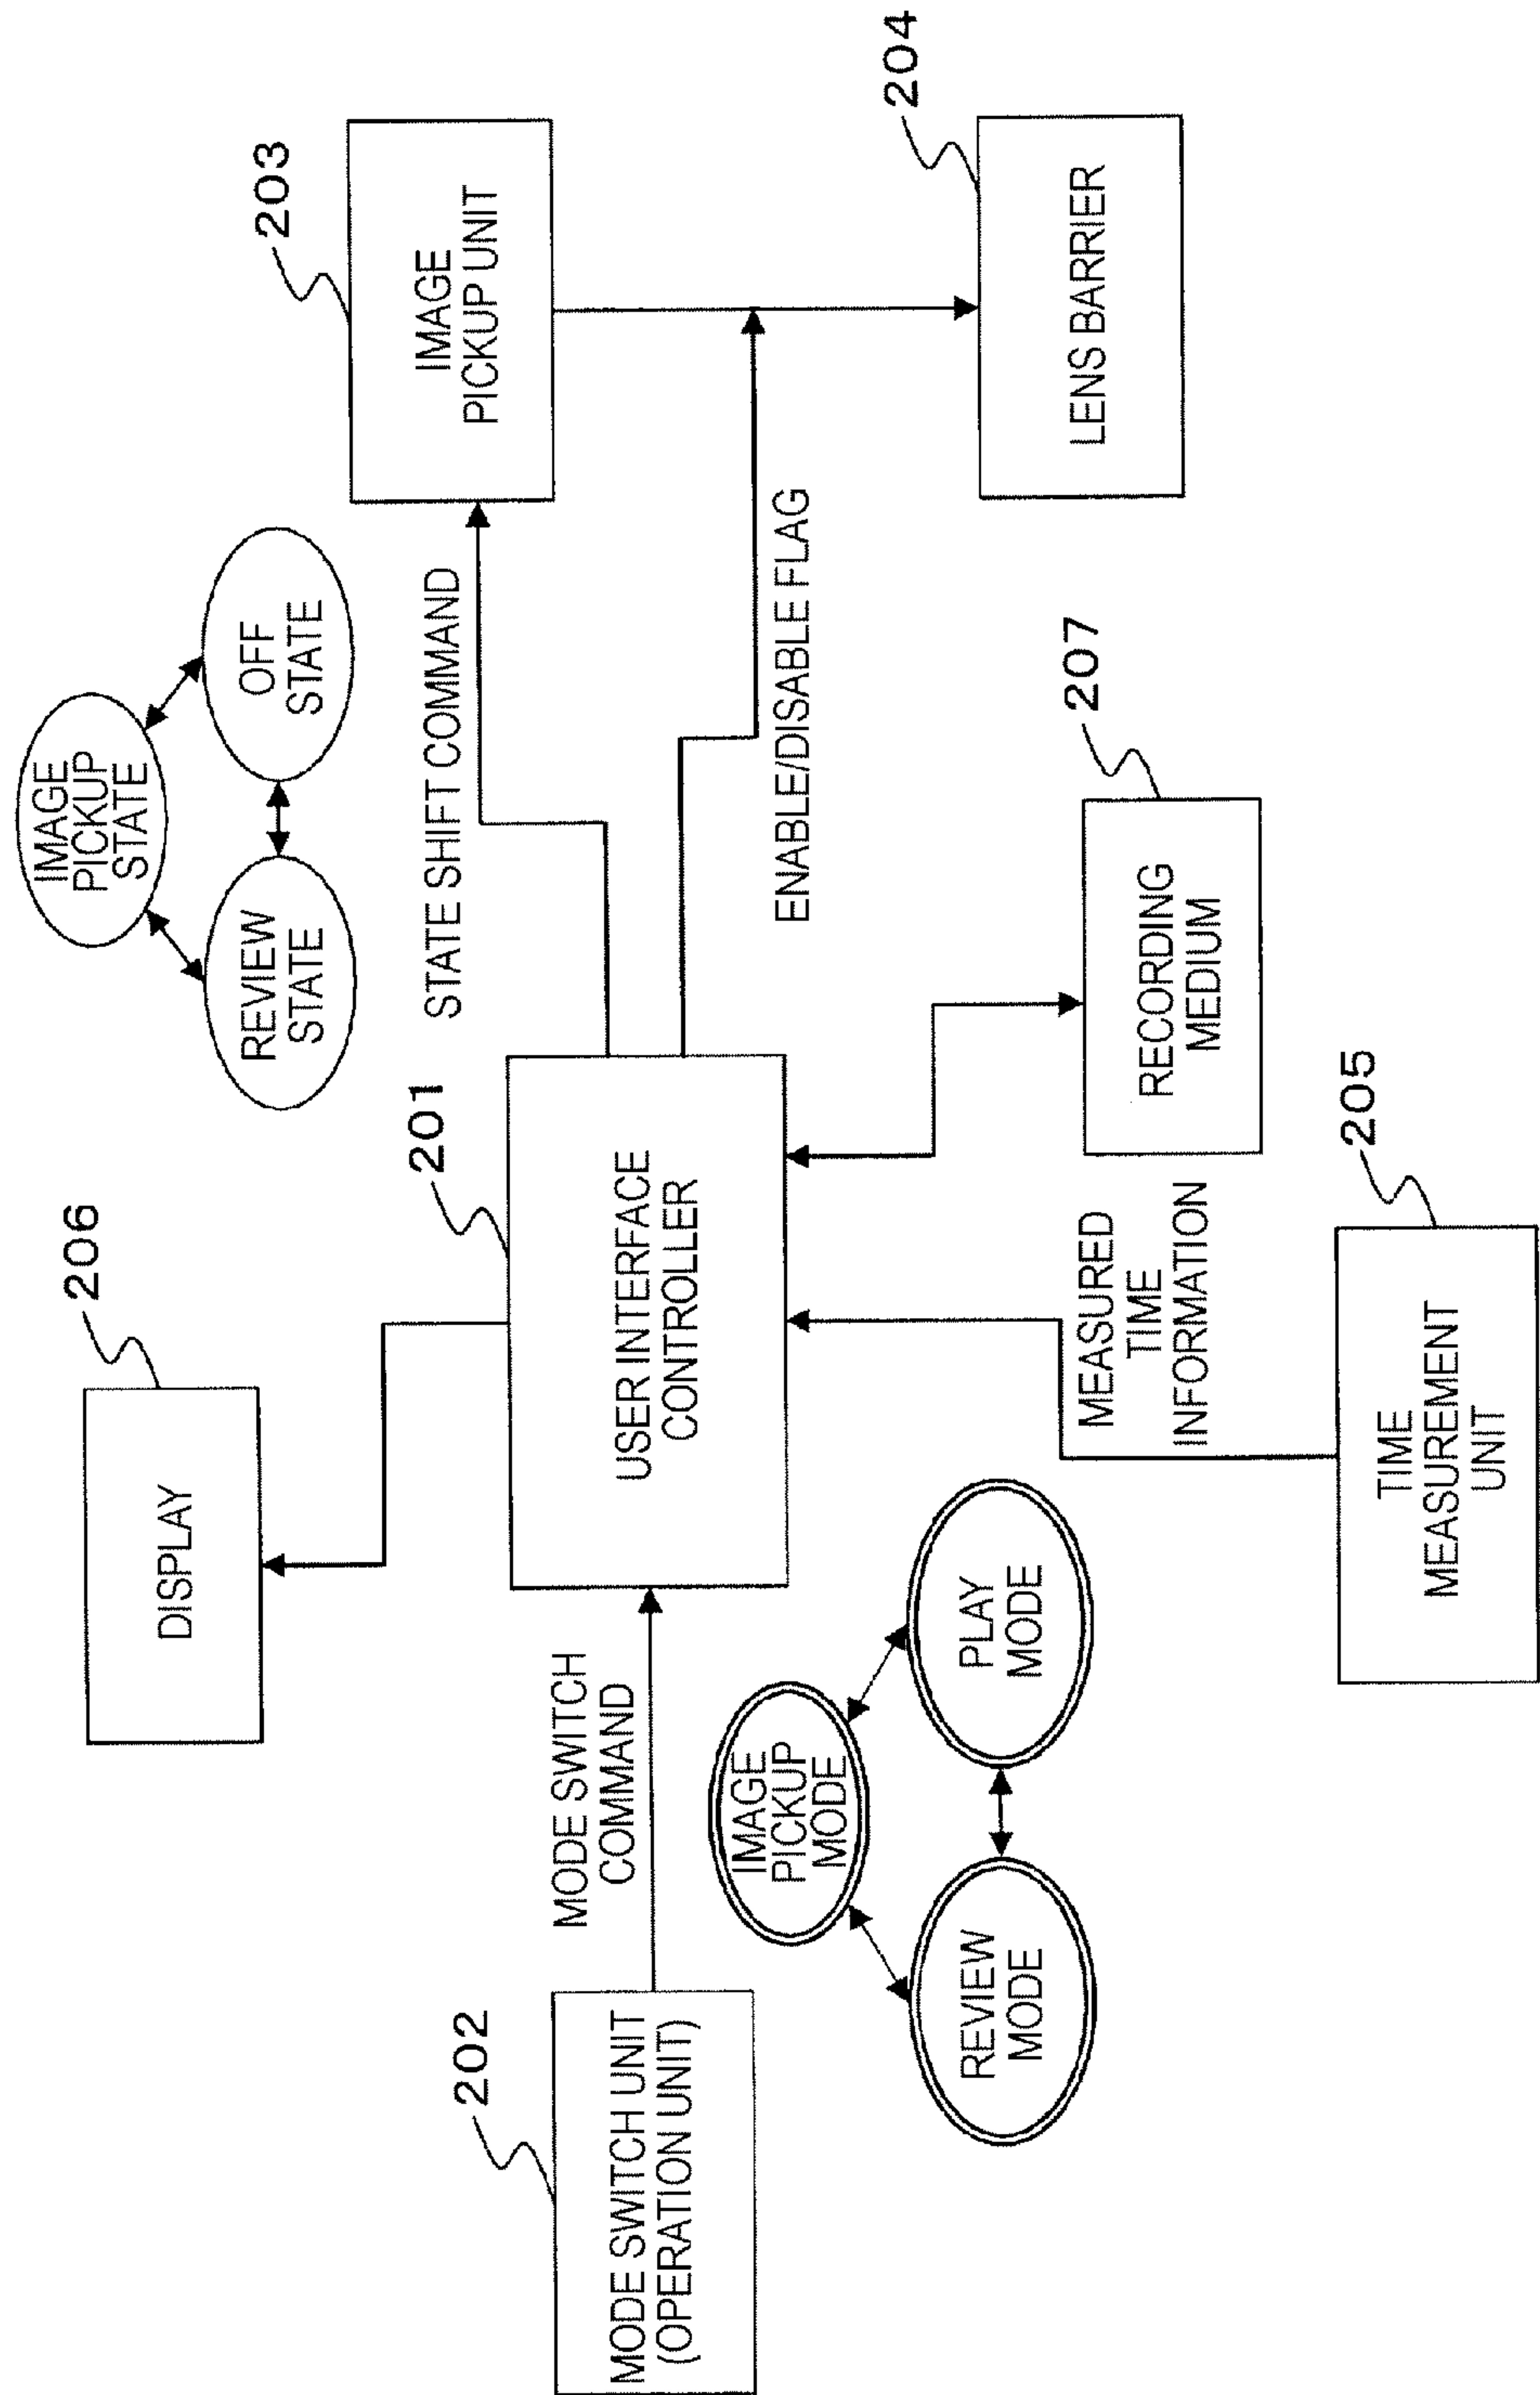 206
DISPLAY
IMAGE
PICKUP
STATE
REVIEW
STATE
OFF
STATE
203
IMAGE
PICKUP UNIT
STATE SHIFT COMMAND
202
MODE SWITCH UNIT
(OPERATION UNIT)
MODE SWITCH
COMMAND
201
USER INTERFACE
CONTROLLER
ENABLE/DISABLE FLAG
204
LENS BARRIER
IMAGE
PICKUP
MODE
REVIEW
MODE
PLAY
MODE
MEASURED
TIME
INFORMATION
207
RECORDING
MEDIUM
205
TIME
MEASUREMENT
UNIT